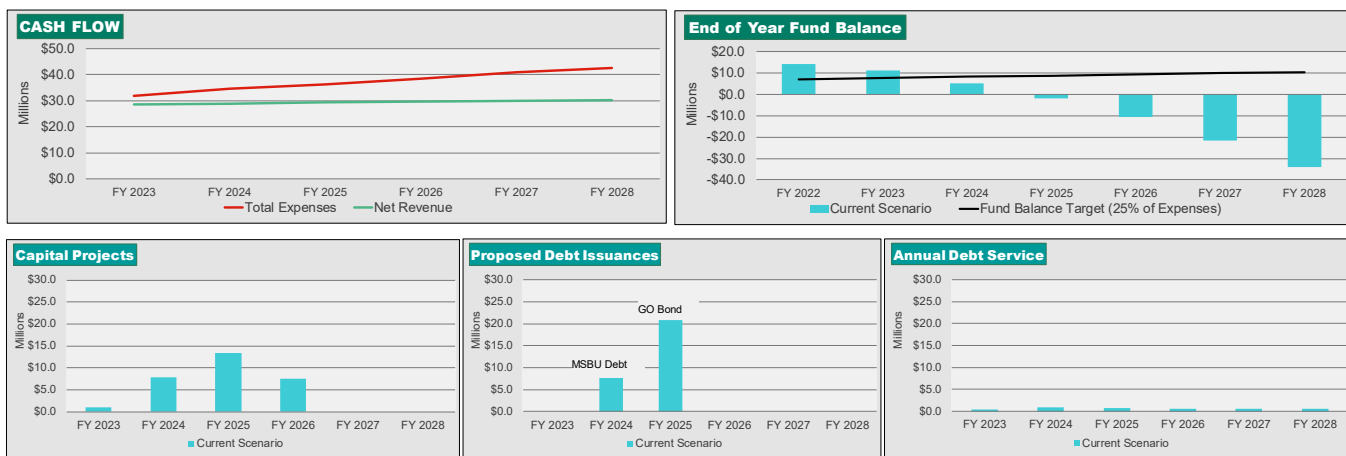 CASH FLOW
$50.0
$40.0
$30.0
$20.0
$10.0
$0.0
Millions
FY 2023 FY 2024 FY 2025 FY 2026 FY 2027 FY 2028
Total Expenses Net Revenue
End of Year Fund Balance
$20.0
$10.0
$0.0
-$10.0
-$20.0
-$30.0
-$40.0
Millions
FY 2022 FY 2023 FY 2024 FY 2025 FY 2026 FY 2027 FY 2028
Current Scenario Fund Balance Target (25% of Expenses)
Capital Projects
$30.0
$25.0
$20.0
$15.0
$10.0
$5.0
$0.0
Millions
FY 2023 FY 2024 FY 2025 FY 2026 FY 2027 FY 2028
Current Scenario
Proposed Debt Issuances
$30.0
$25.0
$20.0
$15.0
$10.0
$5.0
$0.0
Millions
GO Bond
MSBU Debt
FY 2023 FY 2024 FY 2025 FY 2026 FY 2027 FY 2028
Current Scenario
Annual Debt Service
$30.0
$25.0
$20.0
$15.0
$10.0
$5.0
$0.0
Millions
FY 2023 FY 2024 FY 2025 FY 2026 FY 2027 FY 2028
Current Scenario